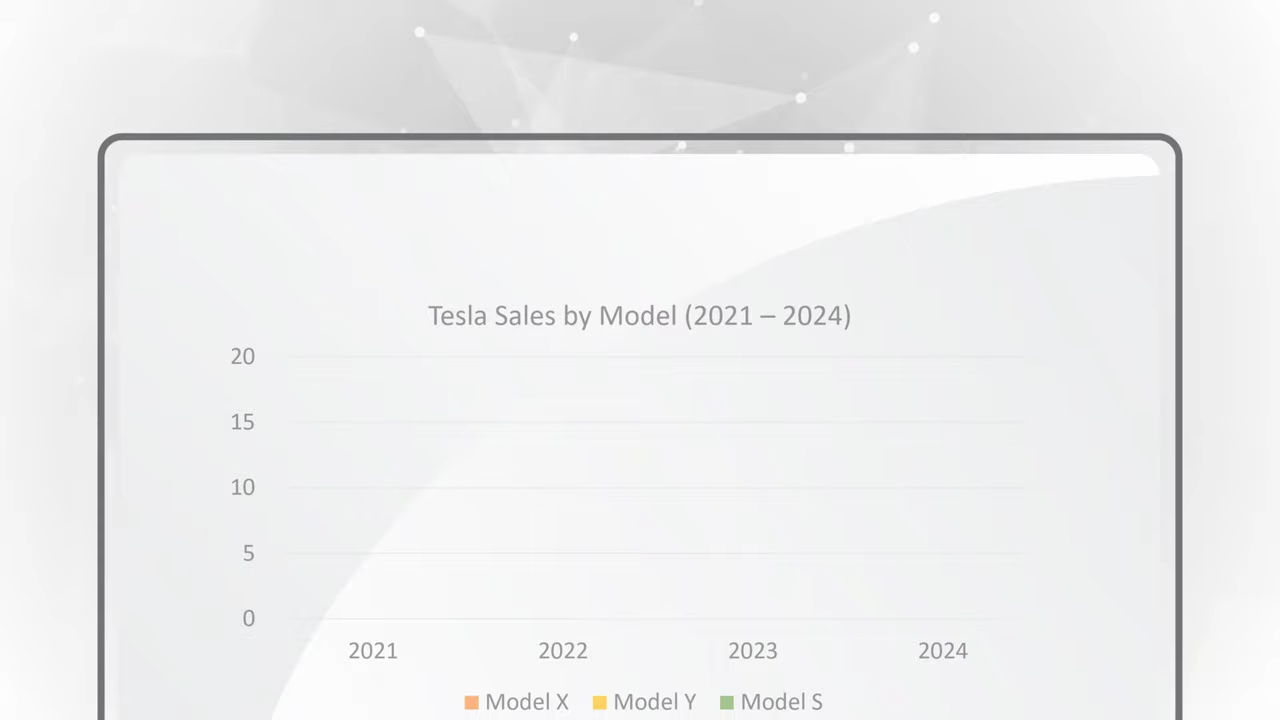 Tesla Sales by Model (2021 – 2024)
20
15
10
5
0
2021 2022 2023 2024
Model X Model Y Model S